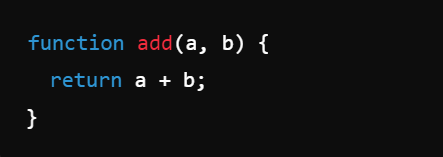 function add(a, b) {
  return a + b;
}